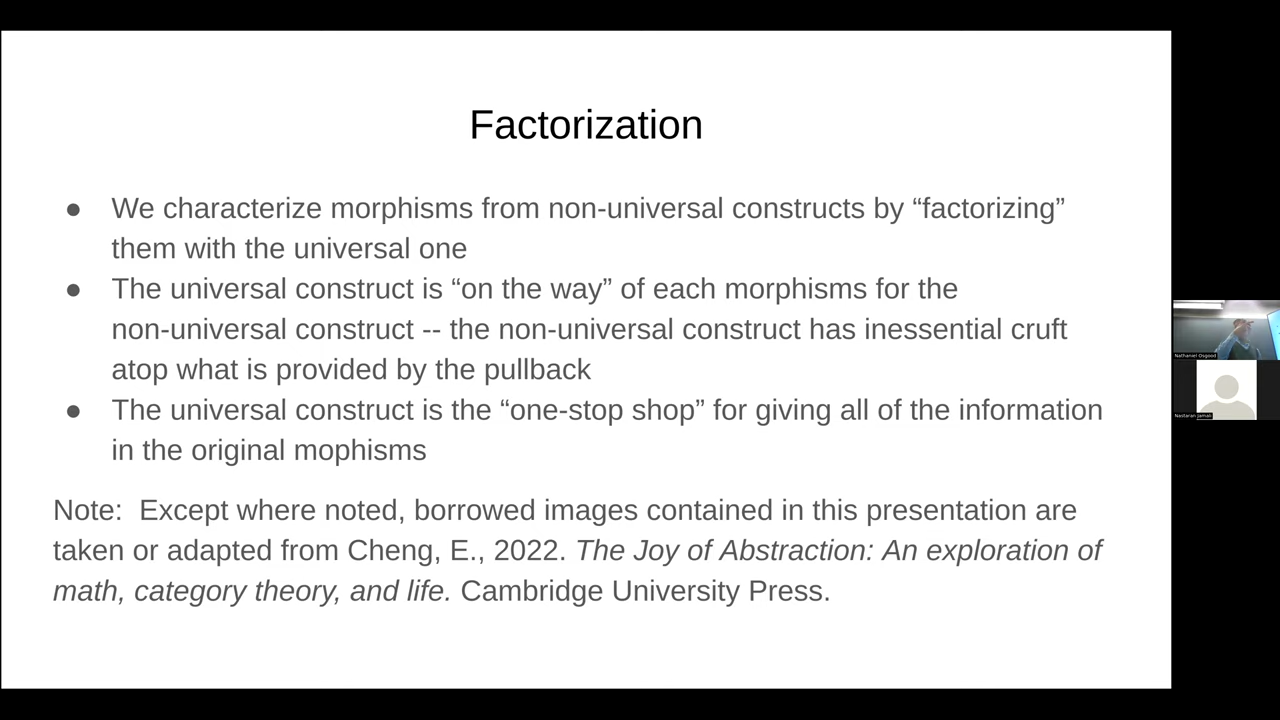 Factorization
● We characterize morphisms from non-universal constructs by “factorizing”
them with the universal one
● The universal construct is “on the way” of each morphisms for the
non-universal construct -- the non-universal construct has inessential cruft
atop what is provided by the pullback
● The universal construct is the “one-stop shop” for giving all of the information
in the original mophisms
Note:  Except where noted, borrowed images contained in this presentation are
taken or adapted from Cheng, E., 2022. The Joy of Abstraction: An exploration of
math, category theory, and life. Cambridge University Press.
Nathaniel Osgood
Nastaran Jamali